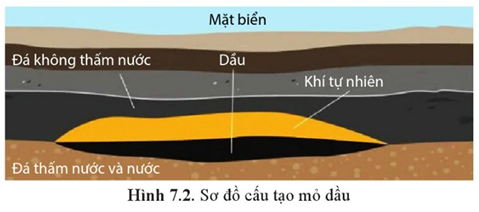 Mặt biển
Đá không thấm nước
Dầu
Khí tự nhiên
Đá thấm nước và nước
Hình 7.2. Sơ đồ cấu tạo mỏ dầu